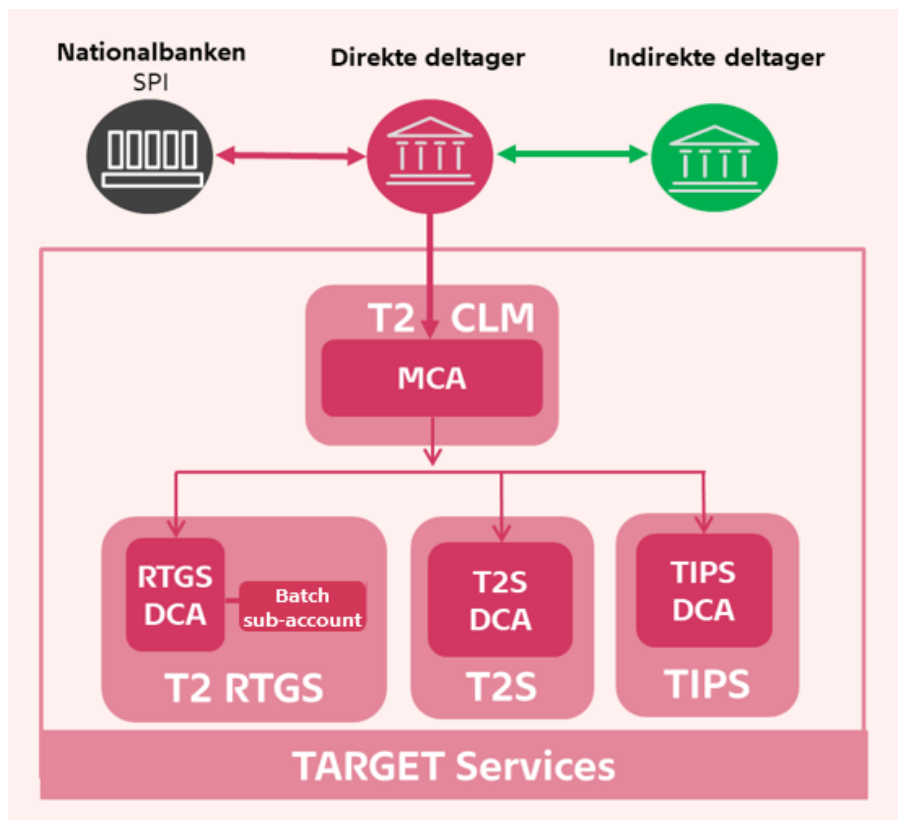 Nationalbanken
SPI
Direkte deltager
Indirekte deltager
T2 CLM
MCA
RTGS
DCA
Batch
sub-account
T2 RTGS
T2S
DCA
T2S
TIPS
DCA
TIPS
TARGET Services